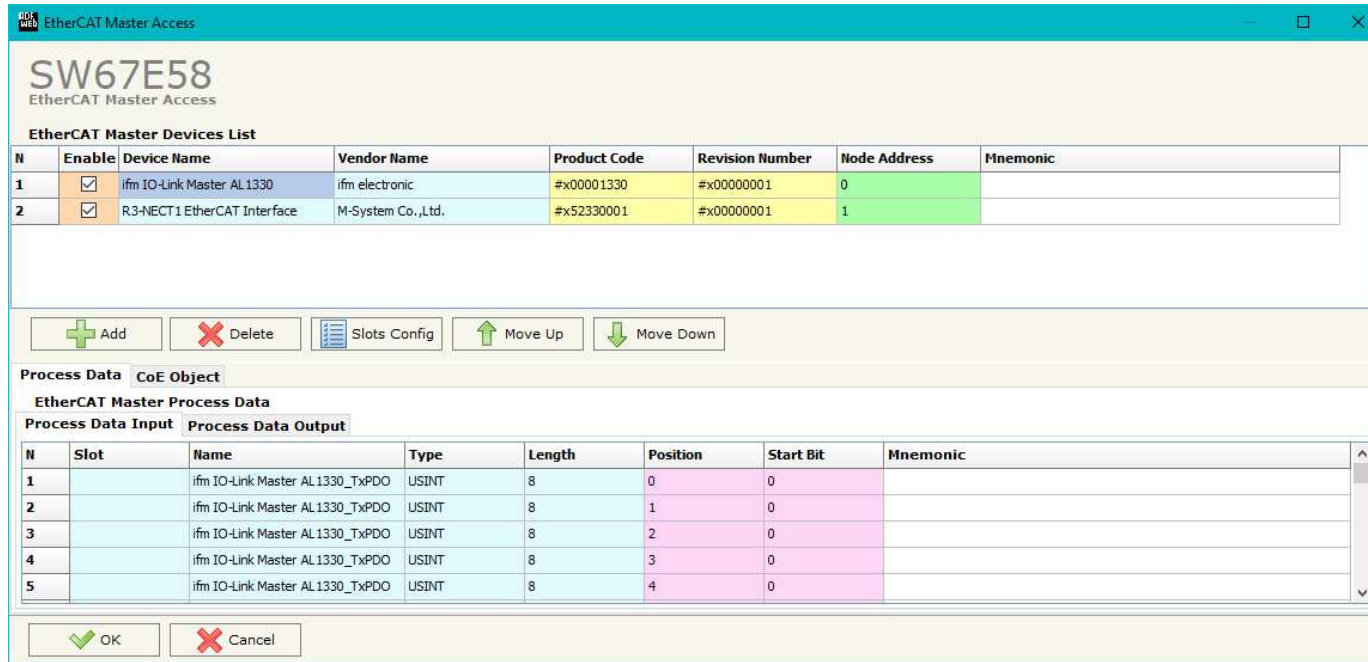 ADF WEB EtherCAT Master Access
SW67E58
EtherCAT Master Access
EtherCAT Master Devices List
N Enable Device Name Vendor Name Product Code Revision Number Node Address Mnemonic
1 ifm IO-Link Master AL1330 ifm electronic #x00001330 #x00000001 0
2 R3-NECT1 EtherCAT Interface M-System Co.,Ltd. #x52330001 #x00000001 1
Add Delete Slots Config Move Up Move Down
Process Data CoE Object
EtherCAT Master Process Data
Process Data Input Process Data Output
N Slot Name Type Length Position Start Bit Mnemonic
1 ifm IO-Link Master AL1330_TxPDO USINT 8 0 0
2 ifm IO-Link Master AL1330_TxPDO USINT 8 1 0
3 ifm IO-Link Master AL1330_TxPDO USINT 8 2 0
4 ifm IO-Link Master AL1330_TxPDO USINT 8 3 0
5 ifm IO-Link Master AL1330_TxPDO USINT 8 4 0
OK Cancel